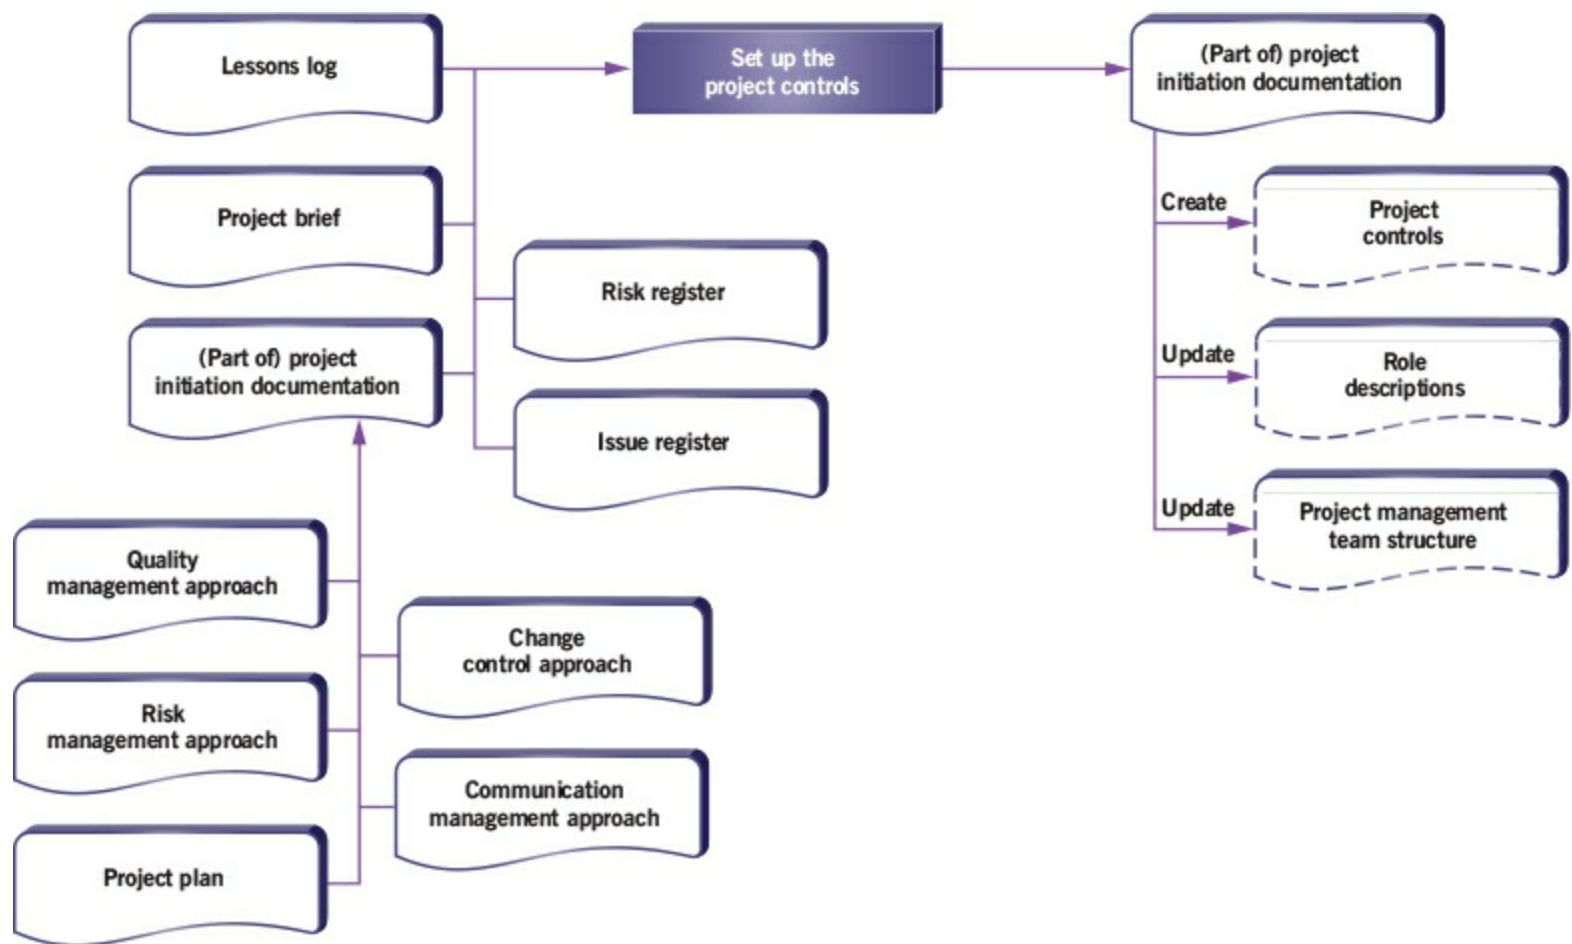 Lessons log
Set up the
project controls
(Part of) project
initiation documentation
Project brief
Create
Project
controls
Risk register
(Part of) project
initiation documentation
Update
Role
descriptions
Issue register
Update
Project management
team structure
Quality
management approach
Change
control approach
Risk
management approach
Communication
management approach
Project plan